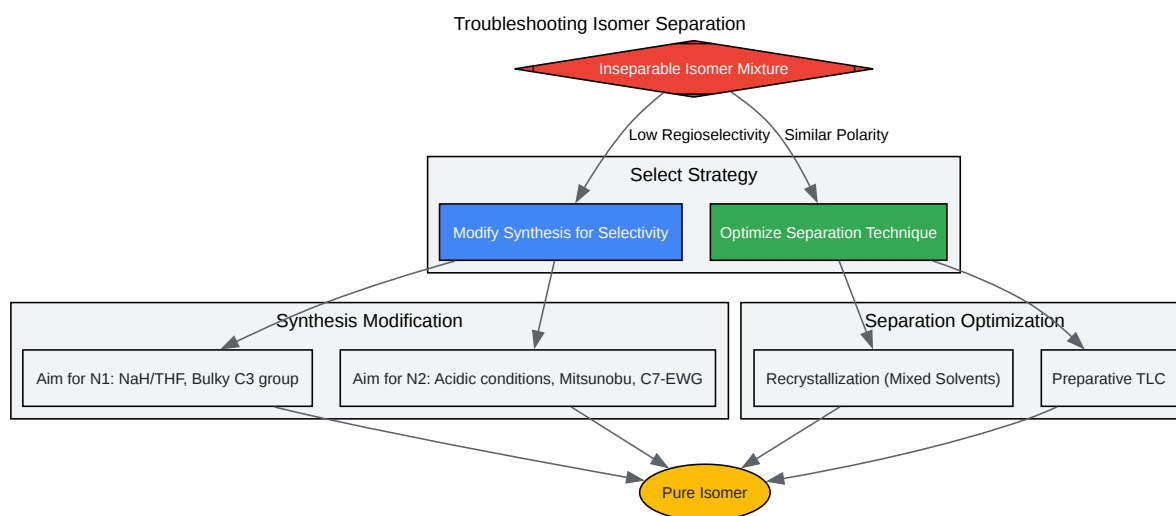 Troubleshooting Isomer Separation
Inseparable Isomer Mixture
Low Regioselectivity
Similar Polarity
Select Strategy
Modify Synthesis for Selectivity
Optimize Separation Technique
Synthesis Modification
Separation Optimization
Aim for N1: NaH/THF, Bulky C3 group
Aim for N2: Acidic conditions, Mitsunobu, C7-EWG
Recrystallization (Mixed Solvents)
Preparative TLC
Pure Isomer